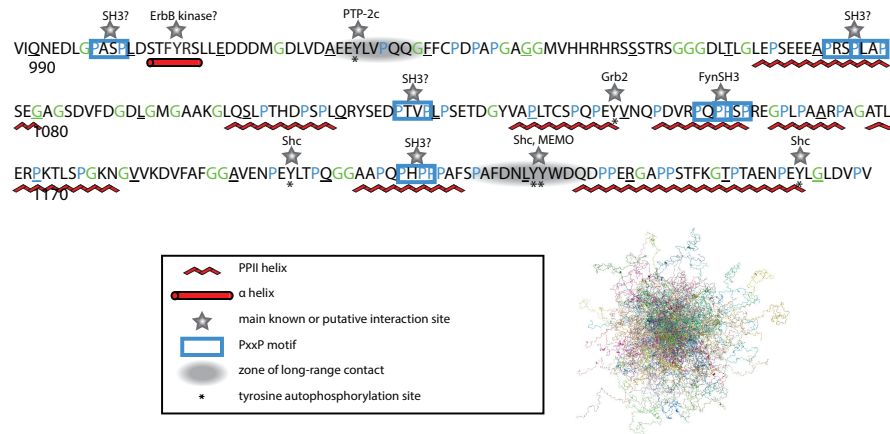 SH3? ErbB kinase? PTP-2c SH3?
VIQNEDLGPASPLDSTFYRSLLEDDDMGDLVDAEEYLVPQQGFFCPDPAPGAGGMVHHRHRSSSTRSGGGDLTLGLEPSEEEAPRSPLAP
990 *
SH3? Grb2 FynSH3
SEGAGSDVFDGDLGMGAAKGLQSLPTHDPSPLQRYSEDPTVPLPSETDGYVAPLTCSPQPEYVNQPDVRPQPPSPREGPLPAARPAGATL
1080 *
Shc SH3? Shc, MEMO Shc
ERPKTLSPGKNGVVKDVFAFGGAVENPEYLTPQGGAAPQPHPPPAFSPAFDNLYYWDQDPPERGAPPSTFKGTPTAENPEYLGLDVPV
1170 * ** *
PPII helix
α helix
main known or putative interaction site
PxxP motif
zone of long-range contact
* tyrosine autophosphorylation site